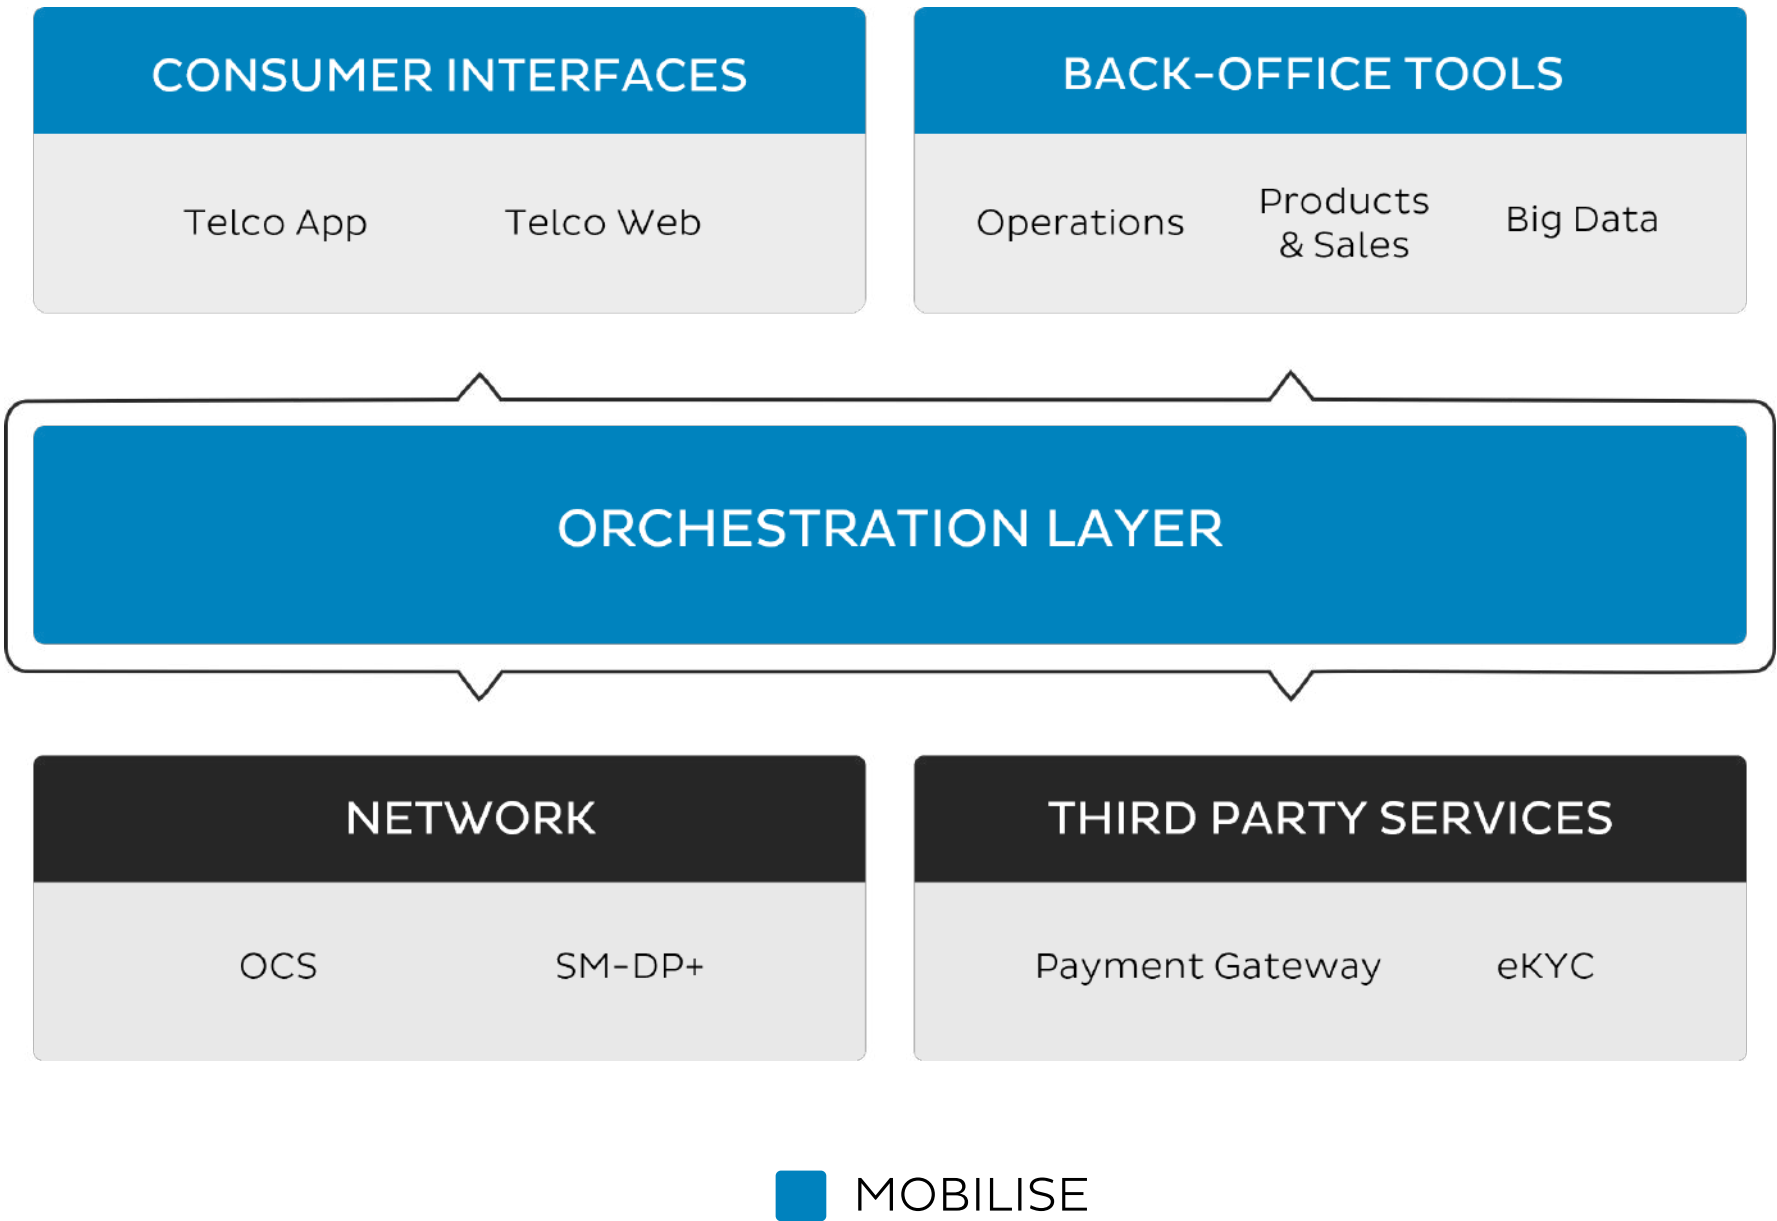 CONSUMER INTERFACES
Telco App
Telco Web
BACK-OFFICE TOOLS
Operations
Products
& Sales
Big Data
ORCHESTRATION LAYER
NETWORK
OCS
SM-DP+
THIRD PARTY SERVICES
Payment Gateway
eKYC
MOBILISE